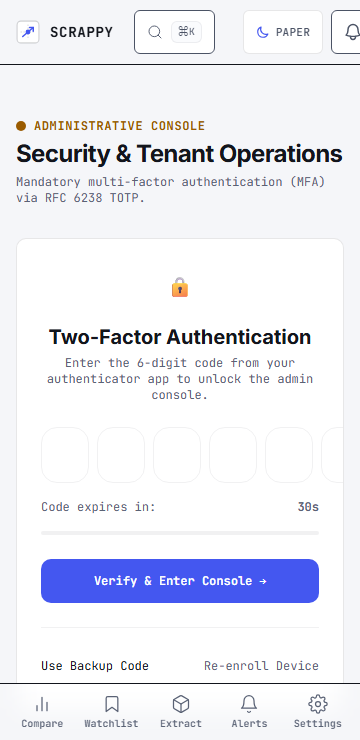 SCRAPPY
⌘K
PAPER
ADMINISTRATIVE CONSOLE
Security & Tenant Operations
Mandatory multi-factor authentication (MFA)
via RFC 6238 TOTP.
Two-Factor Authentication
Enter the 6-digit code from your
authenticator app to unlock the admin
console.
Code expires in: 30s
Verify & Enter Console →
Use Backup Code Re-enroll Device
Compare Watchlist Extract Alerts Settings